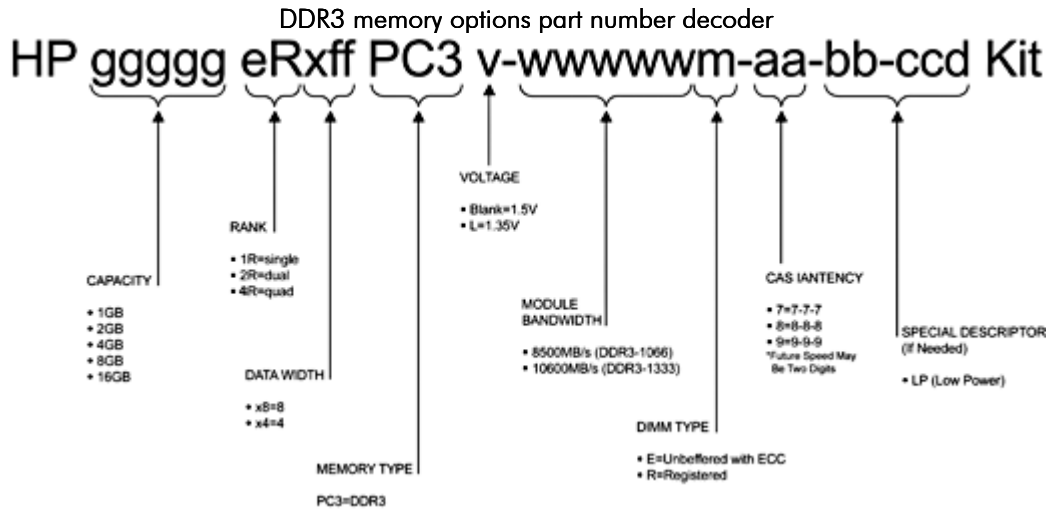 DDR3 memory options part number decoder
HP ggggg eRxff PC3 v-wwwwwm-aa-bb-ccd Kit
VOLTAGE
▪ Blank=1.5V
▪ L=1.35V
RANK
▪ 1R=single
▪ 2R=dual
▪ 4R=quad
CAPACITY
• 1GB
• 2GB
• 4GB
• 8GB
• 16GB
CAS IANTENCY
▪ 7=7-7-7
▪ 8=8-8-8
▪ 9=9-9-9
*Future Speed May
Be Two Digits
MODULE
BANDWIDTH
▪ 8500MB/s (DDR3-1066)
▪ 10600MB/s (DDR3-1333)
SPECIAL DESCRIPTOR
(If Needed)
• LP (Low Power)
DATA WIDTH
• x8=8
• x4=4
DIMM TYPE
▪ E=Unbeffered with ECC
▪ R=Registered
MEMORY TYPE
PC3=DDR3